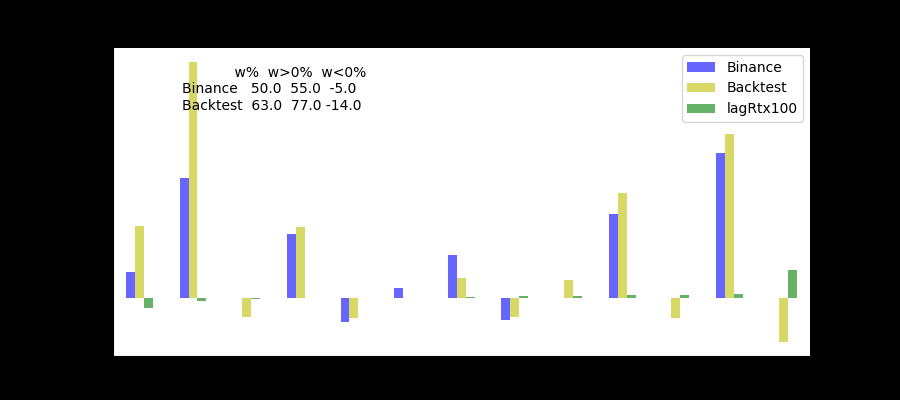 w% w>0% w<0%
Binance 50.0 55.0 -5.0
Backtest 63.0 77.0 -14.0
Binance
Backtest
lagRtx100